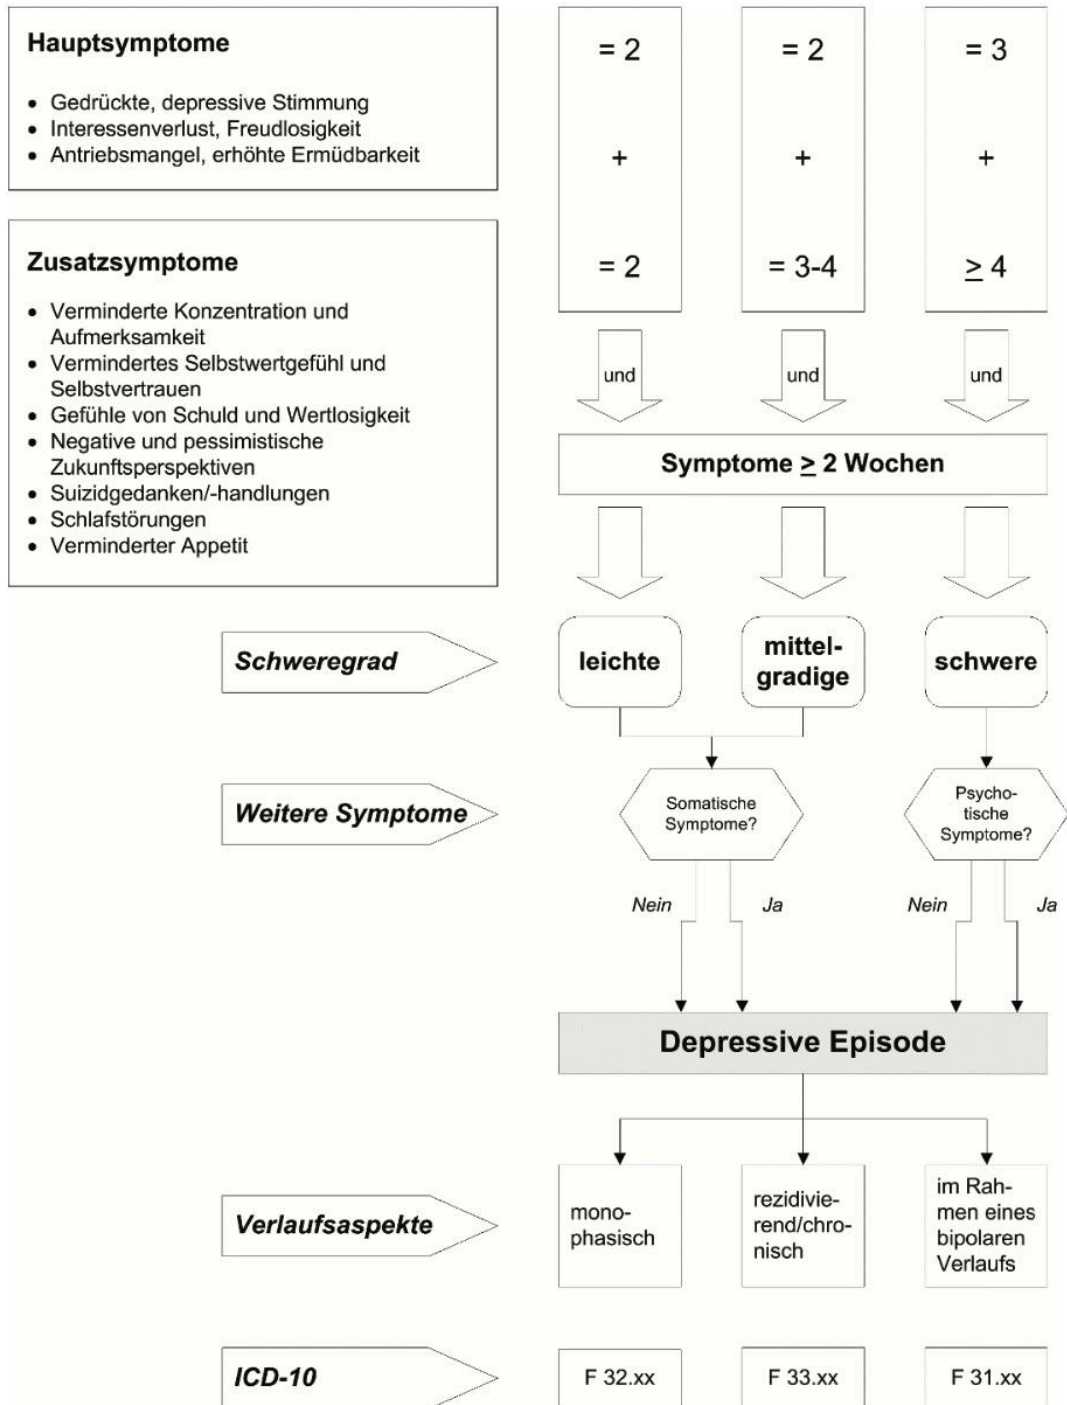 Hauptsymptome
• Gedrückte, depressive Stimmung
• Interessenverlust, Freudlosigkeit
• Antriebsmangel, erhöhte Ermüdbarkeit
Zusatzsymptome
• Verminderte Konzentration und
Aufmerksamkeit
• Vermindertes Selbstwertgefühl und
Selbstvertrauen
• Gefühle von Schuld und Wertlosigkeit
• Negative und pessimistische
Zukunftsperspektiven
• Suizidgedanken/-handlungen
• Schlafstörungen
• Verminderter Appetit
= 2
= 2
= 3
+
+
+
= 2
= 3-4
≥ 4
und
und
und
Symptome ≥ 2 Wochen
Schweregrad
leichte
mittel-
gradige
schwere
Weitere Symptome
Somatische
Symptome?
Psycho-
tische
Symptome?
Nein
Ja
Nein
Ja
Depressive Episode
Verlaufsaspekte
mono-
phasisch
rezidivie-
rend/chro-
nisch
im Rah-
men eines
bipolaren
Verlaufs
ICD-10
F 32.xx
F 33.xx
F 31.xx